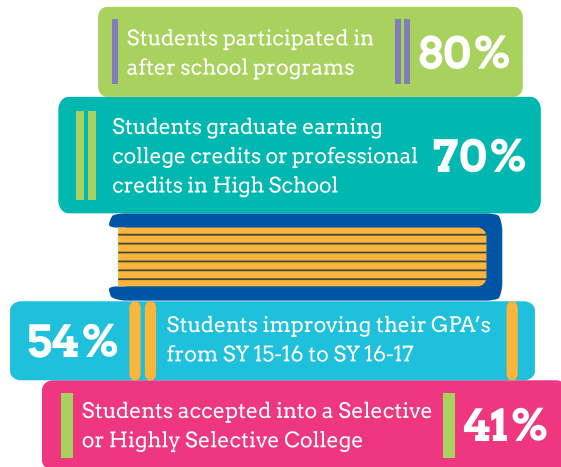 Students participated in
after school programs
80%
Students graduate earning
college credits or professional
credits in High School
70%
54%
Students improving their GPA's
from SY 15-16 to SY 16-17
Students accepted into a Selective
or Highly Selective College
41%